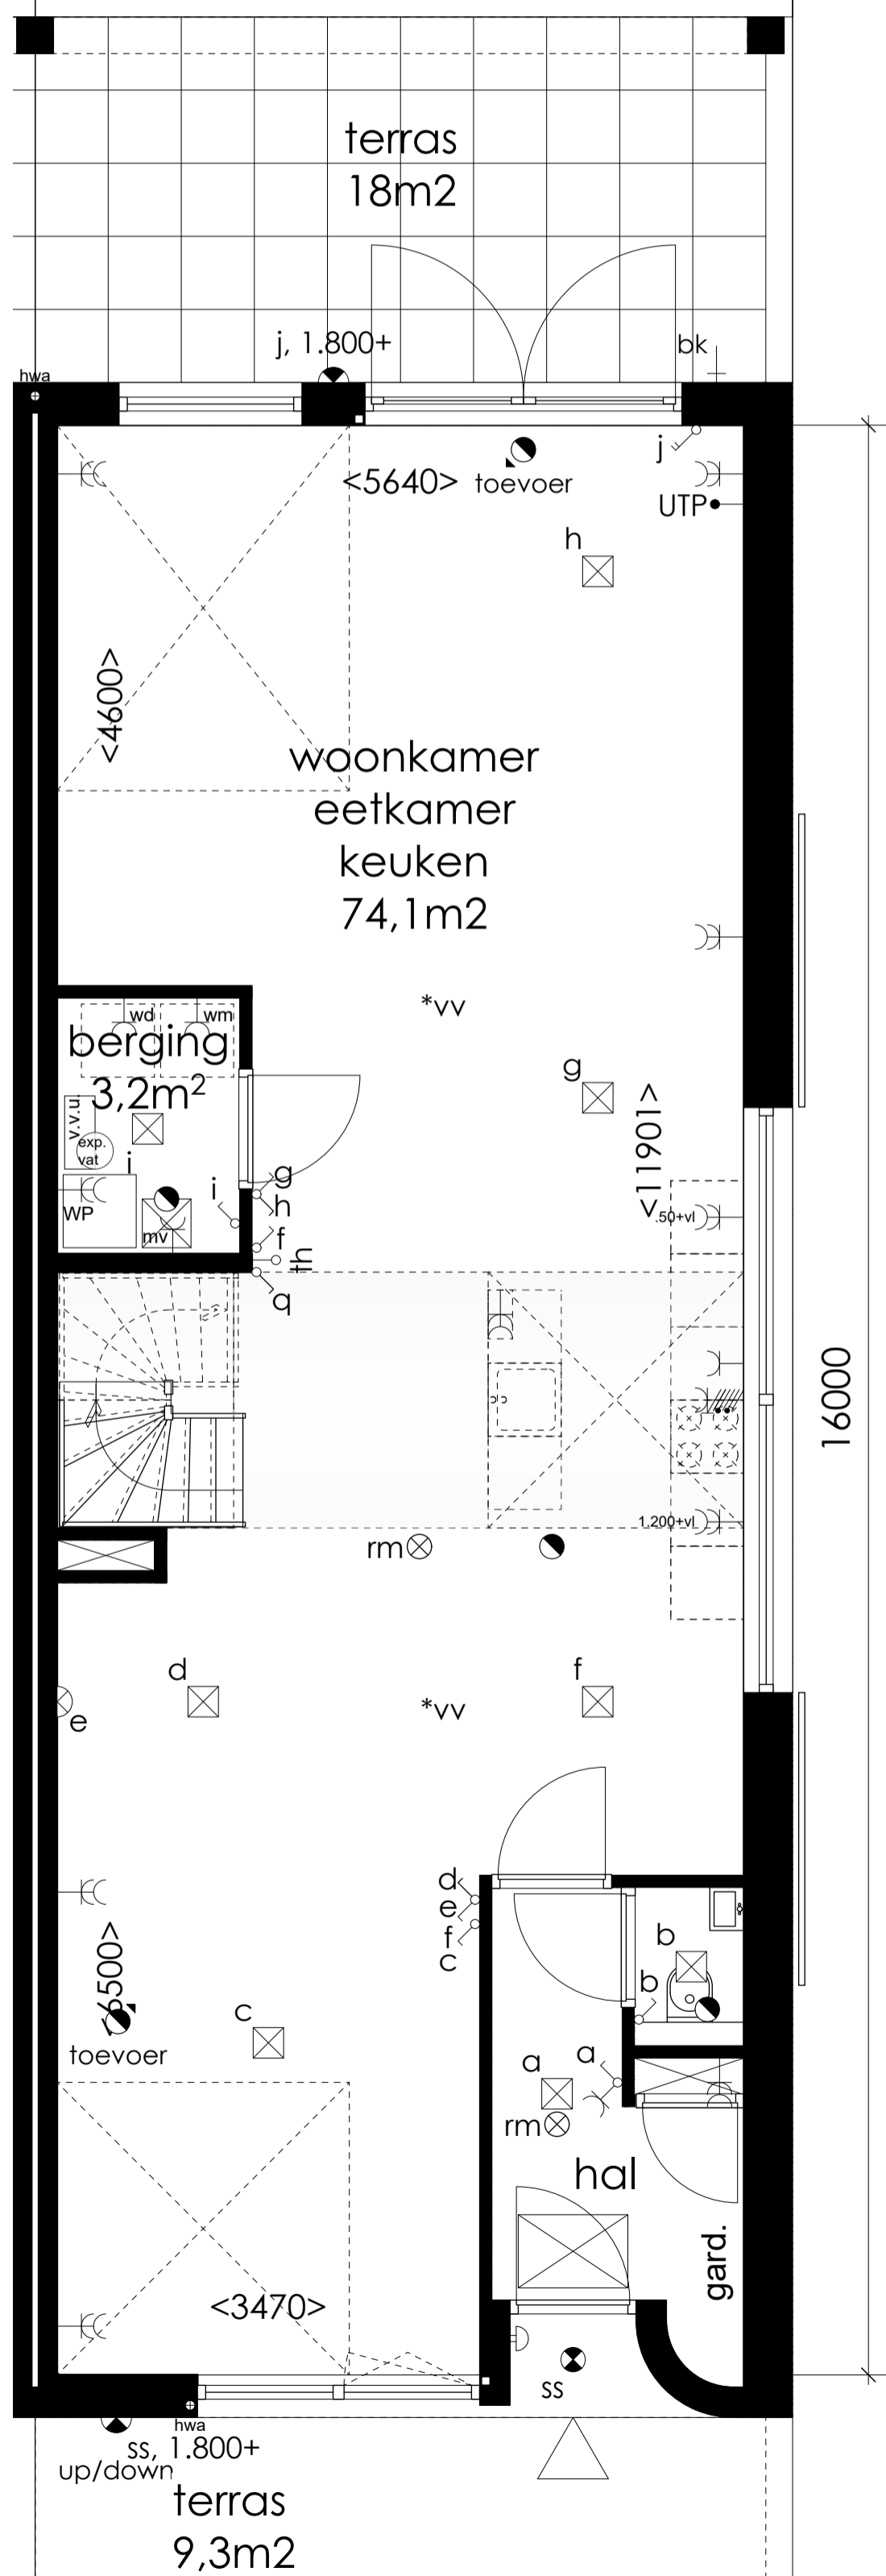 terras
18m2
j, 1.800+
bk
hwa
j
<5640>
toevoer
UTP
h
<4600>
woonkamer
eetkamer
keuken
74,1m2
*vv
wd
wm
berging
3,2m²
g
<11901>
v.v.u.
exp.
vat
i
i
g
h
WP
mv
f
th
q
.50+vl
16000
1.200+vl
rm
d
f
e
*vv
d
e
f
c
b
b
<6500>
c
toevoer
a
a
rm
hal
gard.
<3470>
ss
hwa
ss, 1.800+
up/down
terras
9,3m2